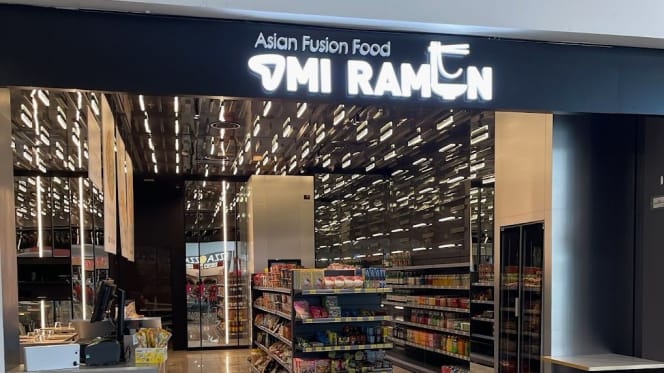 Asian Fusion Food
OMI RAMEN